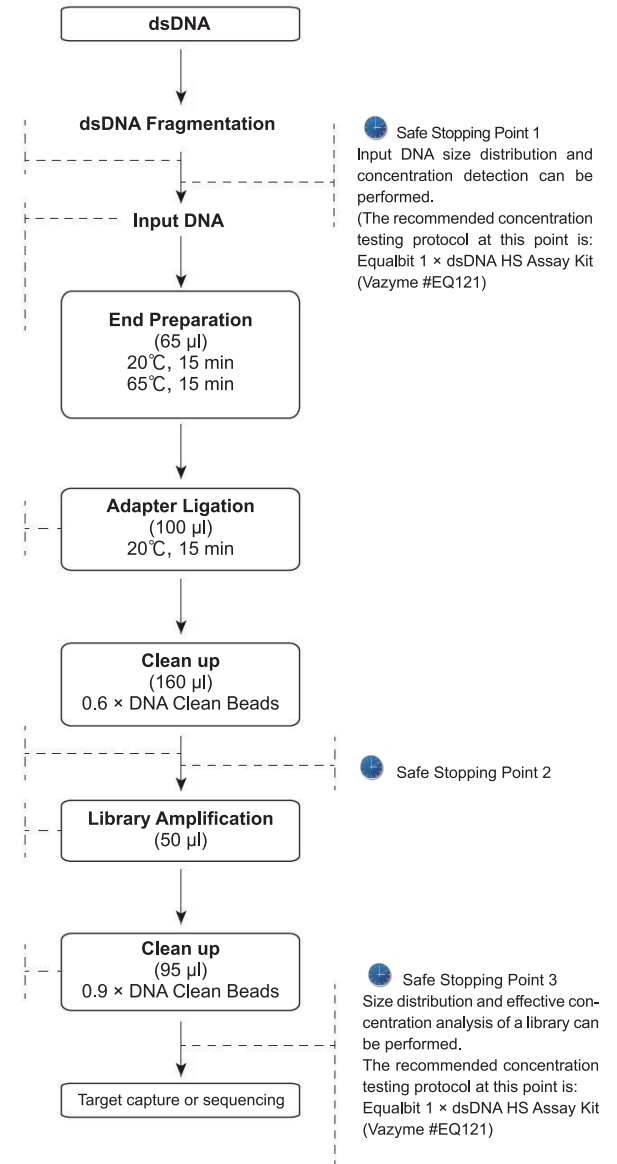 dsDNA
dsDNA Fragmentation
Safe Stopping Point 1
Input DNA size distribution and
concentration detection can be
performed.
(The recommended concentration
testing protocol at this point is:
Equalbit 1 × dsDNA HS Assay Kit
(Vazyme #EQ121)
Input DNA
End Preparation
(65 μl)
20℃, 15 min
65℃, 15 min
Adapter Ligation
(100 μl)
20℃, 15 min
Clean up
(160 μl)
0.6 × DNA Clean Beads
Safe Stopping Point 2
Library Amplification
(50 μl)
Clean up
(95 μl)
0.9 × DNA Clean Beads
Safe Stopping Point 3
Size distribution and effective con-
centration analysis of a library can
be performed.
The recommended concentration
testing protocol at this point is:
Equalbit 1 × dsDNA HS Assay Kit
(Vazyme #EQ121)
Target capture or sequencing